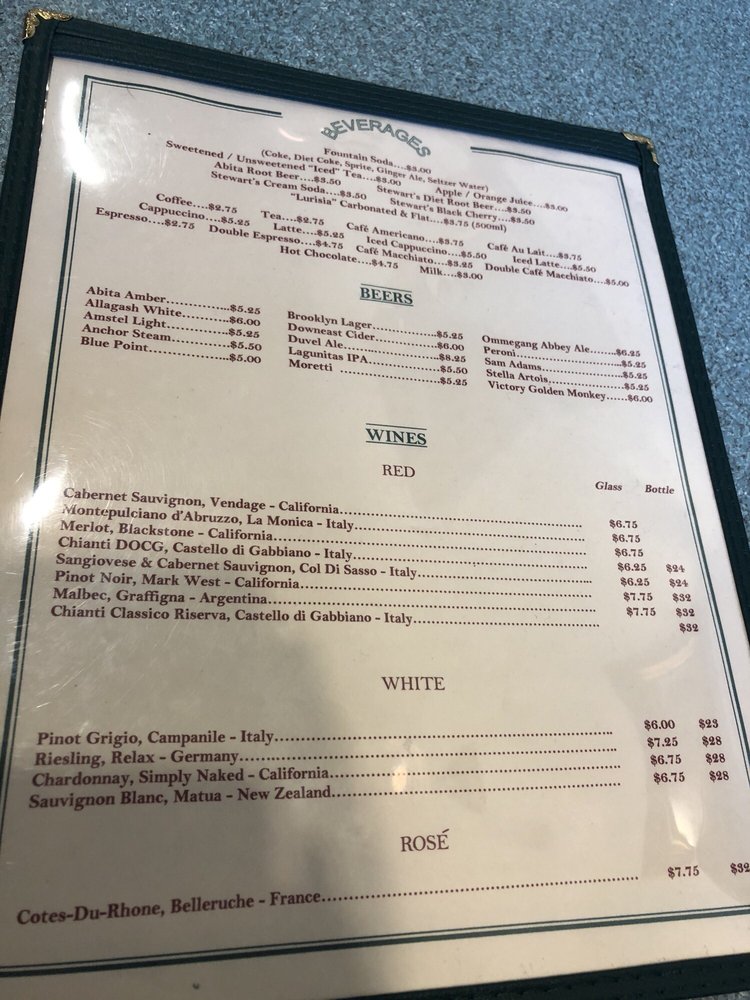 BEVERAGES
Fountain Soda....$3.00
(Coke, Diet Coke, Sprite, Ginger Ale, Seltzer Water)
Sweetened / Unsweetened "Iced" Tea....$3.00 Apple / Orange Juice....$3.00
Abita Root Beer....$3.50 Stewart's Diet Root Beer....$3.50
Stewart's Cream Soda....$3.50 Stewart's Black Cherry....$3.50
"Lurisia" Carbonated & Flat....$3.75 (500ml)
Coffee....$2.75 Tea....$2.75 Café Americano....$3.75 Café Au Lait....$3.75
Cappuccino....$5.25 Latte....$5.25 Iced Cappuccino....$5.50 Iced Latte....$5.50
Espresso....$2.75 Double Espresso....$4.75 Café Macchiato....$3.25 Double Café Macchiato....$5.00
Hot Chocolate....$4.75 Milk....$3.00
BEERS
Abita Amber..............$5.25
Allagash White............$6.00
Amstel Light..............$5.25
Anchor Steam............$5.50
Blue Point..................$5.00
Brooklyn Lager..............$5.25
Downeast Cider.............$6.00
Duvel Ale....................$8.25
Lagunitas IPA...............$5.50
Moretti ....................$5.25
Ommegang Abbey Ale.......$6.25
Peroni.......................$5.25
Sam Adams.................$5.25
Stella Artois................$5.25
Victory Golden Monkey......$6.00
WINES
RED
Glass Bottle
Cabernet Sauvignon, Vendage - California.................... $6.75
Montepulciano d'Abruzzo, La Monica - Italy.................... $6.75
Merlot, Blackstone - California.................... $6.75
Chianti DOCG, Castello di Gabbiano - Italy.................... $6.25 $24
Sangiovese & Cabernet Sauvignon, Col Di Sasso - Italy.................... $6.25 $24
Pinot Noir, Mark West - California.................... $7.75 $32
Malbec, Graffigna - Argentina.................... $7.75 $32
Chianti Classico Riserva, Castello di Gabbiano - Italy.................... $32
WHITE
Pinot Grigio, Campanile - Italy.................... $6.00 $23
Riesling, Relax - Germany.................... $7.25 $28
Chardonnay, Simply Naked - California.................... $6.75 $28
Sauvignon Blanc, Matua - New Zealand.................... $6.75 $28
ROSÉ
Cotes-Du-Rhone, Belleruche - France.................... $7.75 $32